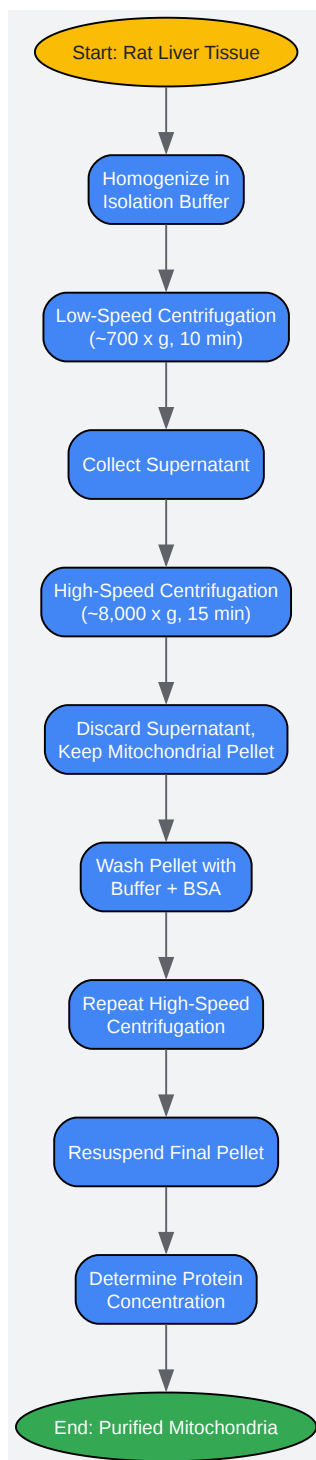 Start: Rat Liver Tissue
Homogenize in
Isolation Buffer
Low-Speed Centrifugation
(~700 x g, 10 min)
Collect Supernatant
High-Speed Centrifugation
(~8,000 x g, 15 min)
Discard Supernatant,
Keep Mitochondrial Pellet
Wash Pellet with
Buffer + BSA
Repeat High-Speed
Centrifugation
Resuspend Final Pellet
Determine Protein
Concentration
End: Purified Mitochondria